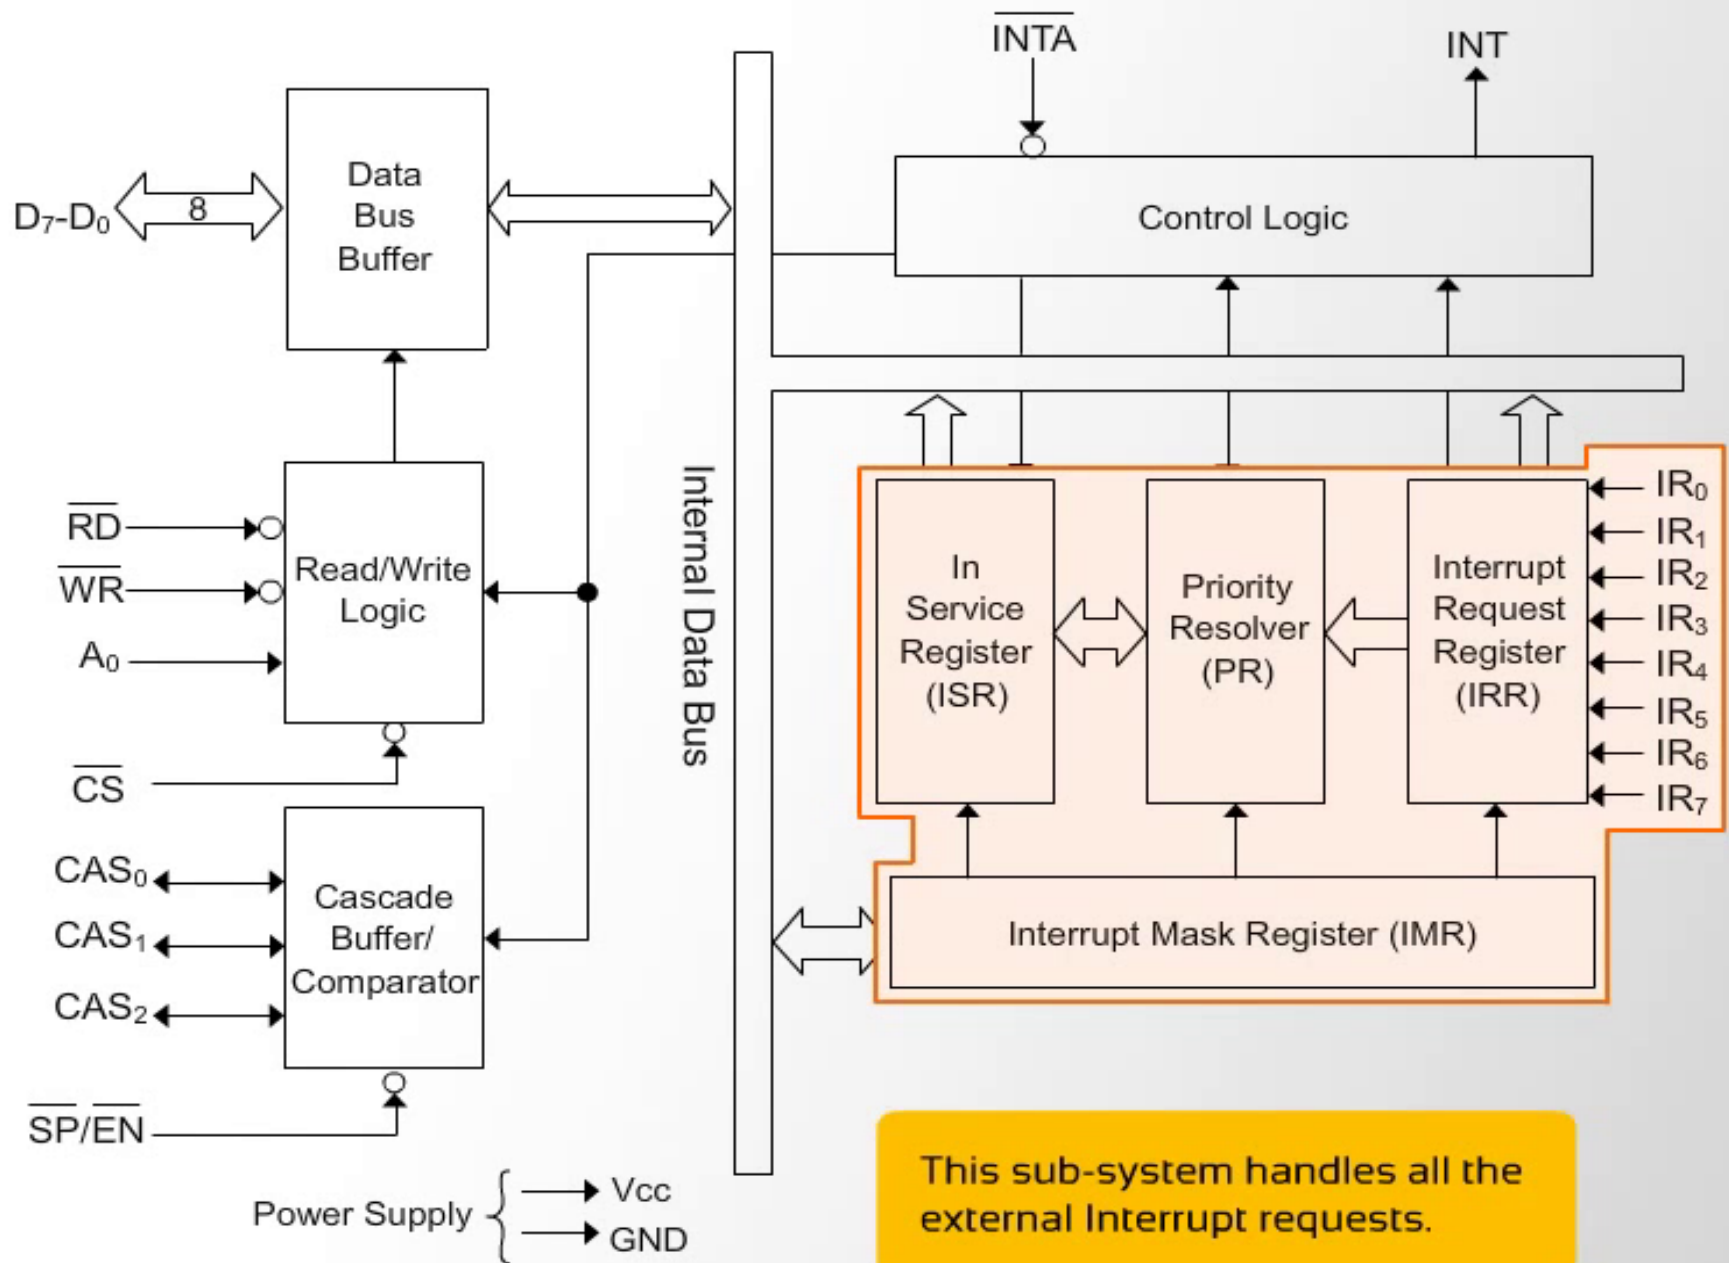 INTA
INT
Data
Bus
Buffer
D7-D0
8
Control Logic
Internal Data Bus
RD
WR
A0
Read/Write
Logic
CS
In
Service
Register
(ISR)
Priority
Resolver
(PR)
Interrupt
Request
Register
(IRR)
IR0
IR1
IR2
IR3
IR4
IR5
IR6
IR7
CAS0
CAS1
CAS2
Cascade
Buffer/
Comparator
Interrupt Mask Register (IMR)
SP/EN
Power Supply
Vcc
GND
This sub-system handles all the
external Interrupt requests.